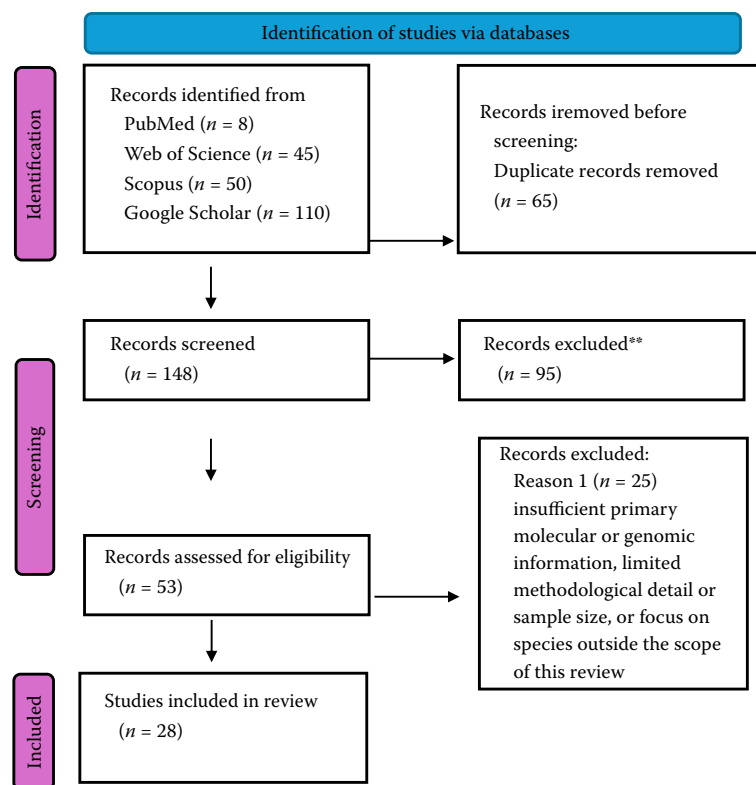 Identification of studies via databases
Identification
Records identified from
PubMed (n = 8)
Web of Science (n = 45)
Scopus (n = 50)
Google Scholar (n = 110)
Records iremoved before
screening:
Duplicate records removed
(n = 65)
Screening
Records screened
(n = 148)
Records excluded**
(n = 95)
Records assessed for eligibility
(n = 53)
Records excluded:
Reason 1 (n = 25)
insufficient primary
molecular or genomic
information, limited
methodological detail or
sample size, or focus on
species outside the scope
of this review
Included
Studies included in review
(n = 28)